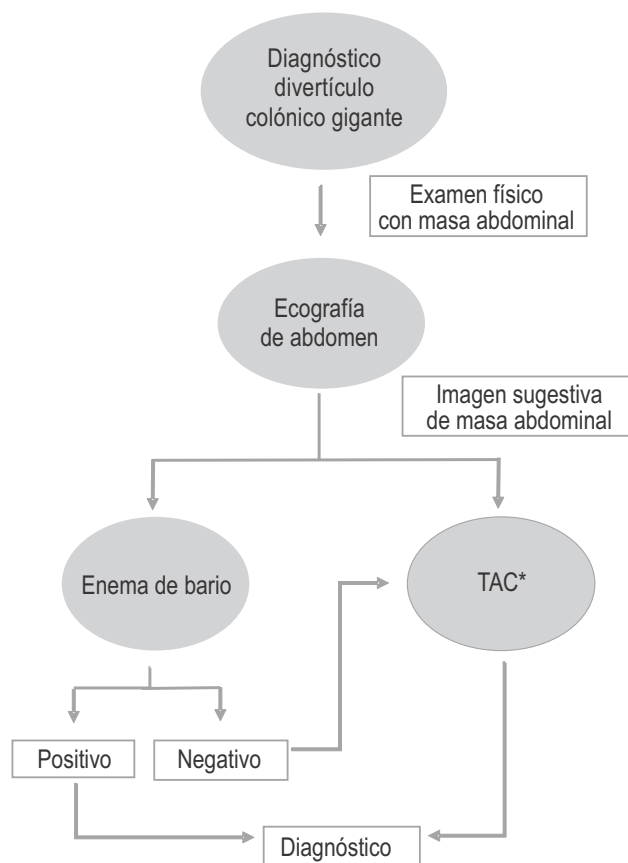 Diagnóstico
divertículo
colónico gigante
Examen físico
con masa abdominal
Ecografía
de abdomen
Imagen sugestiva
de masa abdominal
Enema de bario
TAC*
Positivo
Negativo
Diagnóstico